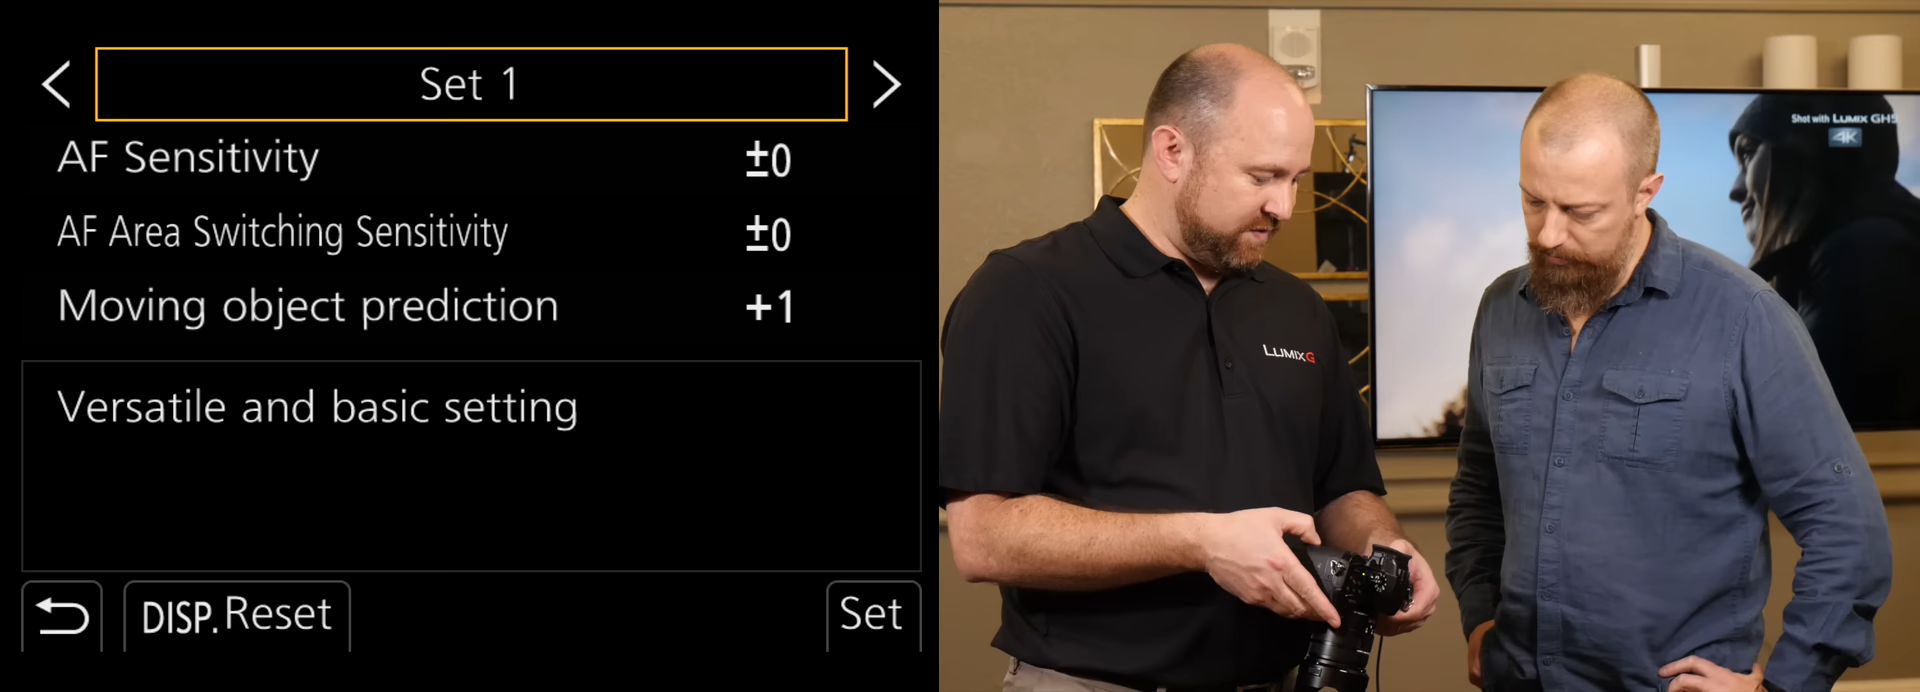 Set 1
AF Sensitivity ±0
AF Area Switching Sensitivity ±0
Moving object prediction +1
Versatile and basic setting
DISP. Reset
Set
Shot with LUMIX GH5
4K
LUMIX G